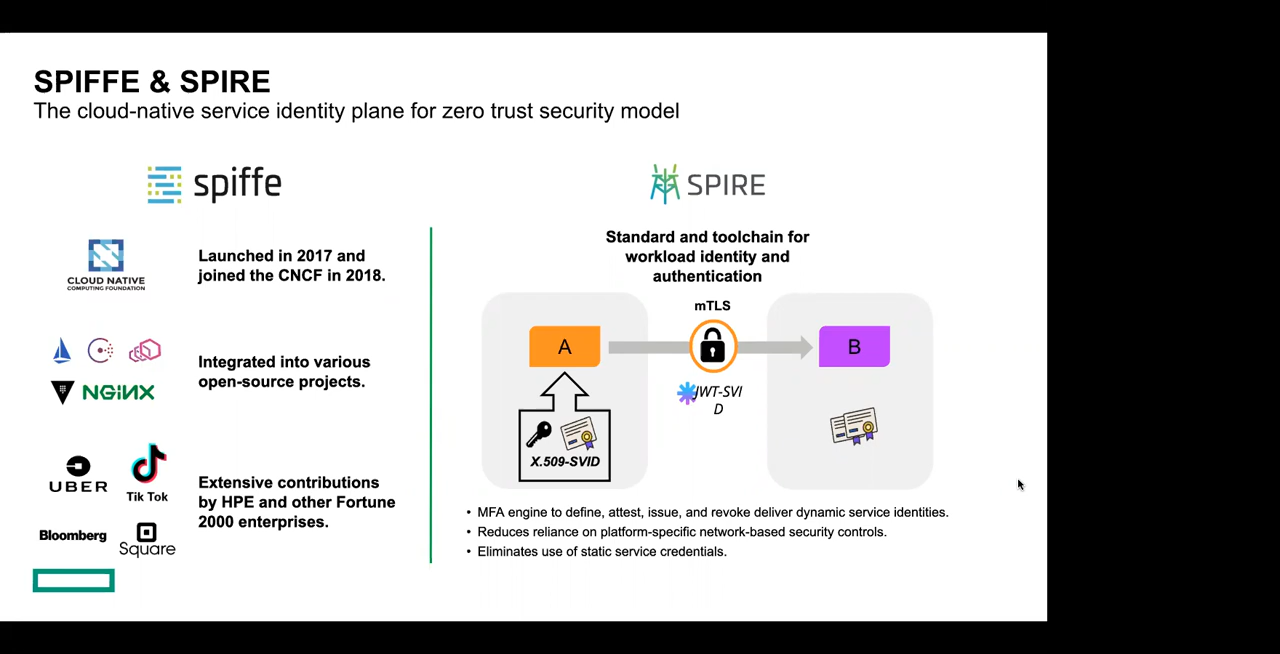 SPIFFE & SPIRE
The cloud-native service identity plane for zero trust security model
spiffe
CLOUD NATIVE
COMPUTING FOUNDATION
Launched in 2017 and
joined the CNCF in 2018.
NGINX
Integrated into various
open-source projects.
UBER
Tik Tok
Bloomberg
Square
Extensive contributions
by HPE and other Fortune
2000 enterprises.
SPIRE
Standard and toolchain for
workload identity and
authentication
mTLS
A
B
JWT-SVI
D
X.509-SVID
• MFA engine to define, attest, issue, and revoke deliver dynamic service identities.
• Reduces reliance on platform-specific network-based security controls.
• Eliminates use of static service credentials.